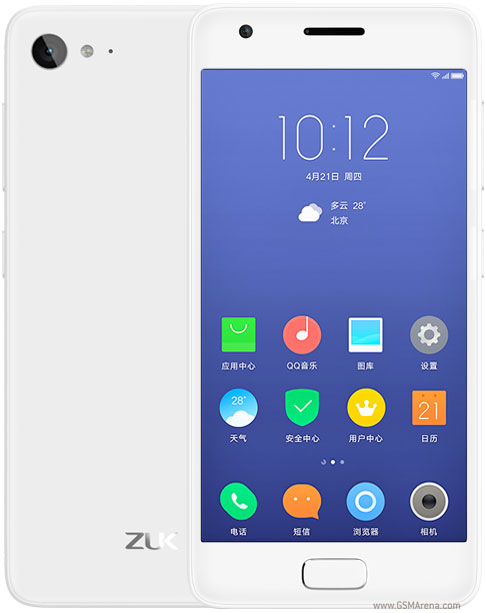 10:12
4月21日 周四
多云 28°
北京
应用中心 QQ音乐 图库 设置
28° 21
天气 安全中心 用户中心 日历
电话 短信 浏览器 相机
ZUK
www.GSMArena.com